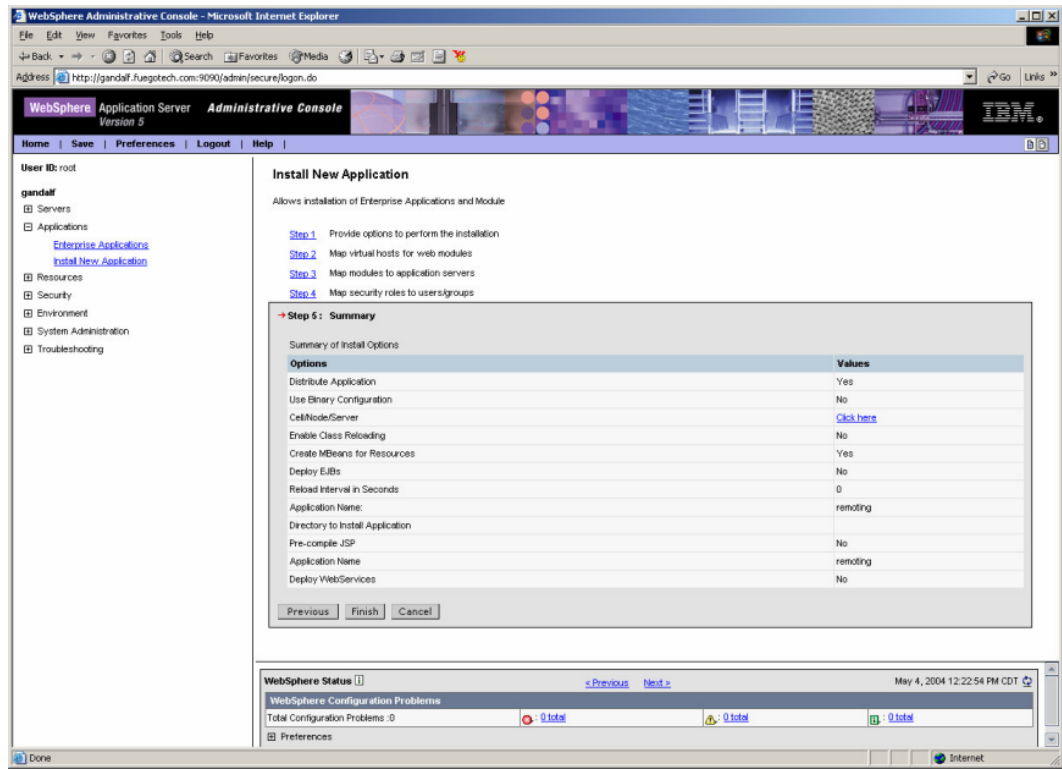 WebSphere Administrative Console - Microsoft Internet Explorer
File Edit View Favorites Tools Help
Back Search Favorites Media
Address http://gandalf.fuegotech.com:9090/admin/secure/logon.do Go Links »
WebSphere Application Server Administrative Console
Version 5
IBM.
Home | Save | Preferences | Logout | Help |
User ID: root
gandalf
Servers
Applications
Enterprise Applications
Install New Application
Resources
Security
Environment
System Administration
Troubleshooting
Install New Application
Allows installation of Enterprise Applications and Module
Step 1 Provide options to perform the installation
Step 2 Map virtual hosts for web modules
Step 3 Map modules to application servers
Step 4 Map security roles to users/groups
Step 5 : Summary
Summary of Install Options
Options Values
Distribute Application Yes
Use Binary Configuration No
Cell/Node/Server Click here
Enable Class Reloading No
Create MBeans for Resources Yes
Deploy EJBs No
Reload Interval in Seconds 0
Application Name: remoting
Directory to Install Application
Pre-compile JSP No
Application Name remoting
Deploy WebServices No
Previous Finish Cancel
WebSphere Status < Previous Next > May 4, 2004 12:22:54 PM CDT
WebSphere Configuration Problems
Total Configuration Problems :0 : 0 total : 0 total : 0 total
Preferences
Done Internet